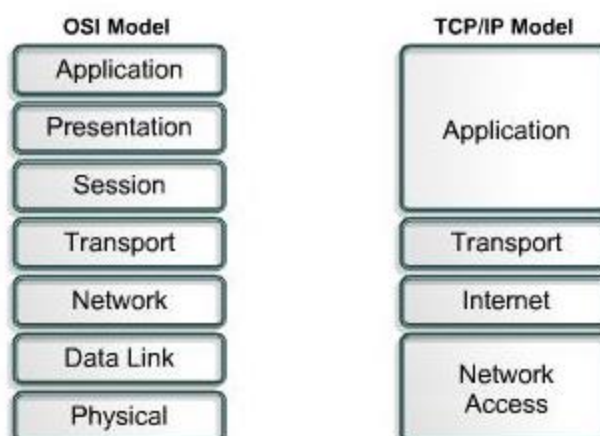 OSI Model
Application
Presentation
Session
Transport
Network
Data Link
Physical
TCP/IP Model
Application
Transport
Internet
Network
Access